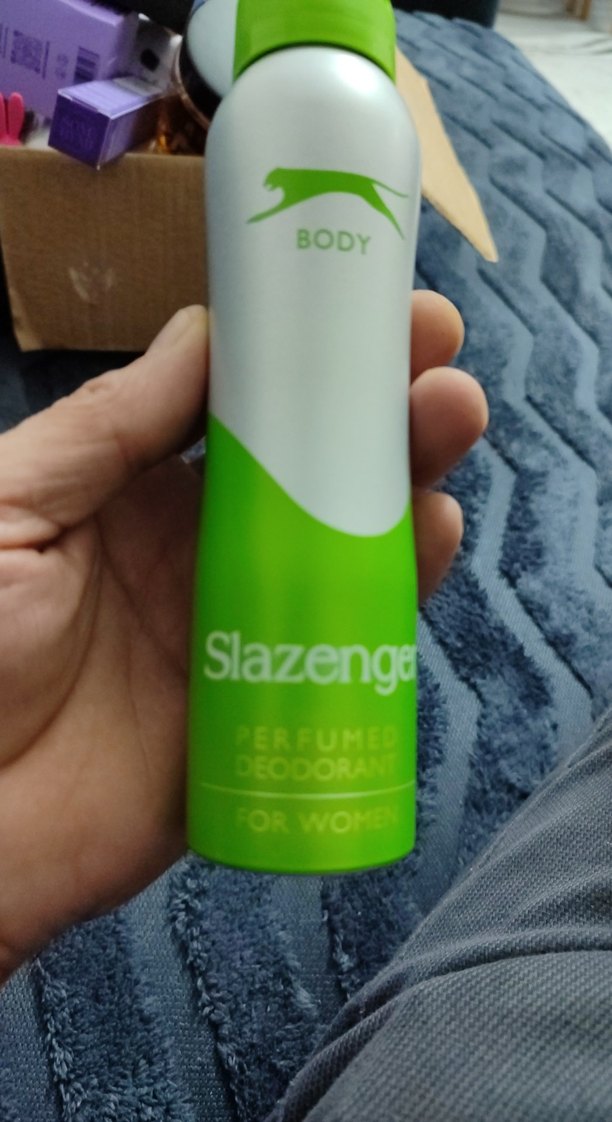 BODY
Slazenger
PERFUMED
DEODORANT
FOR WOMEN